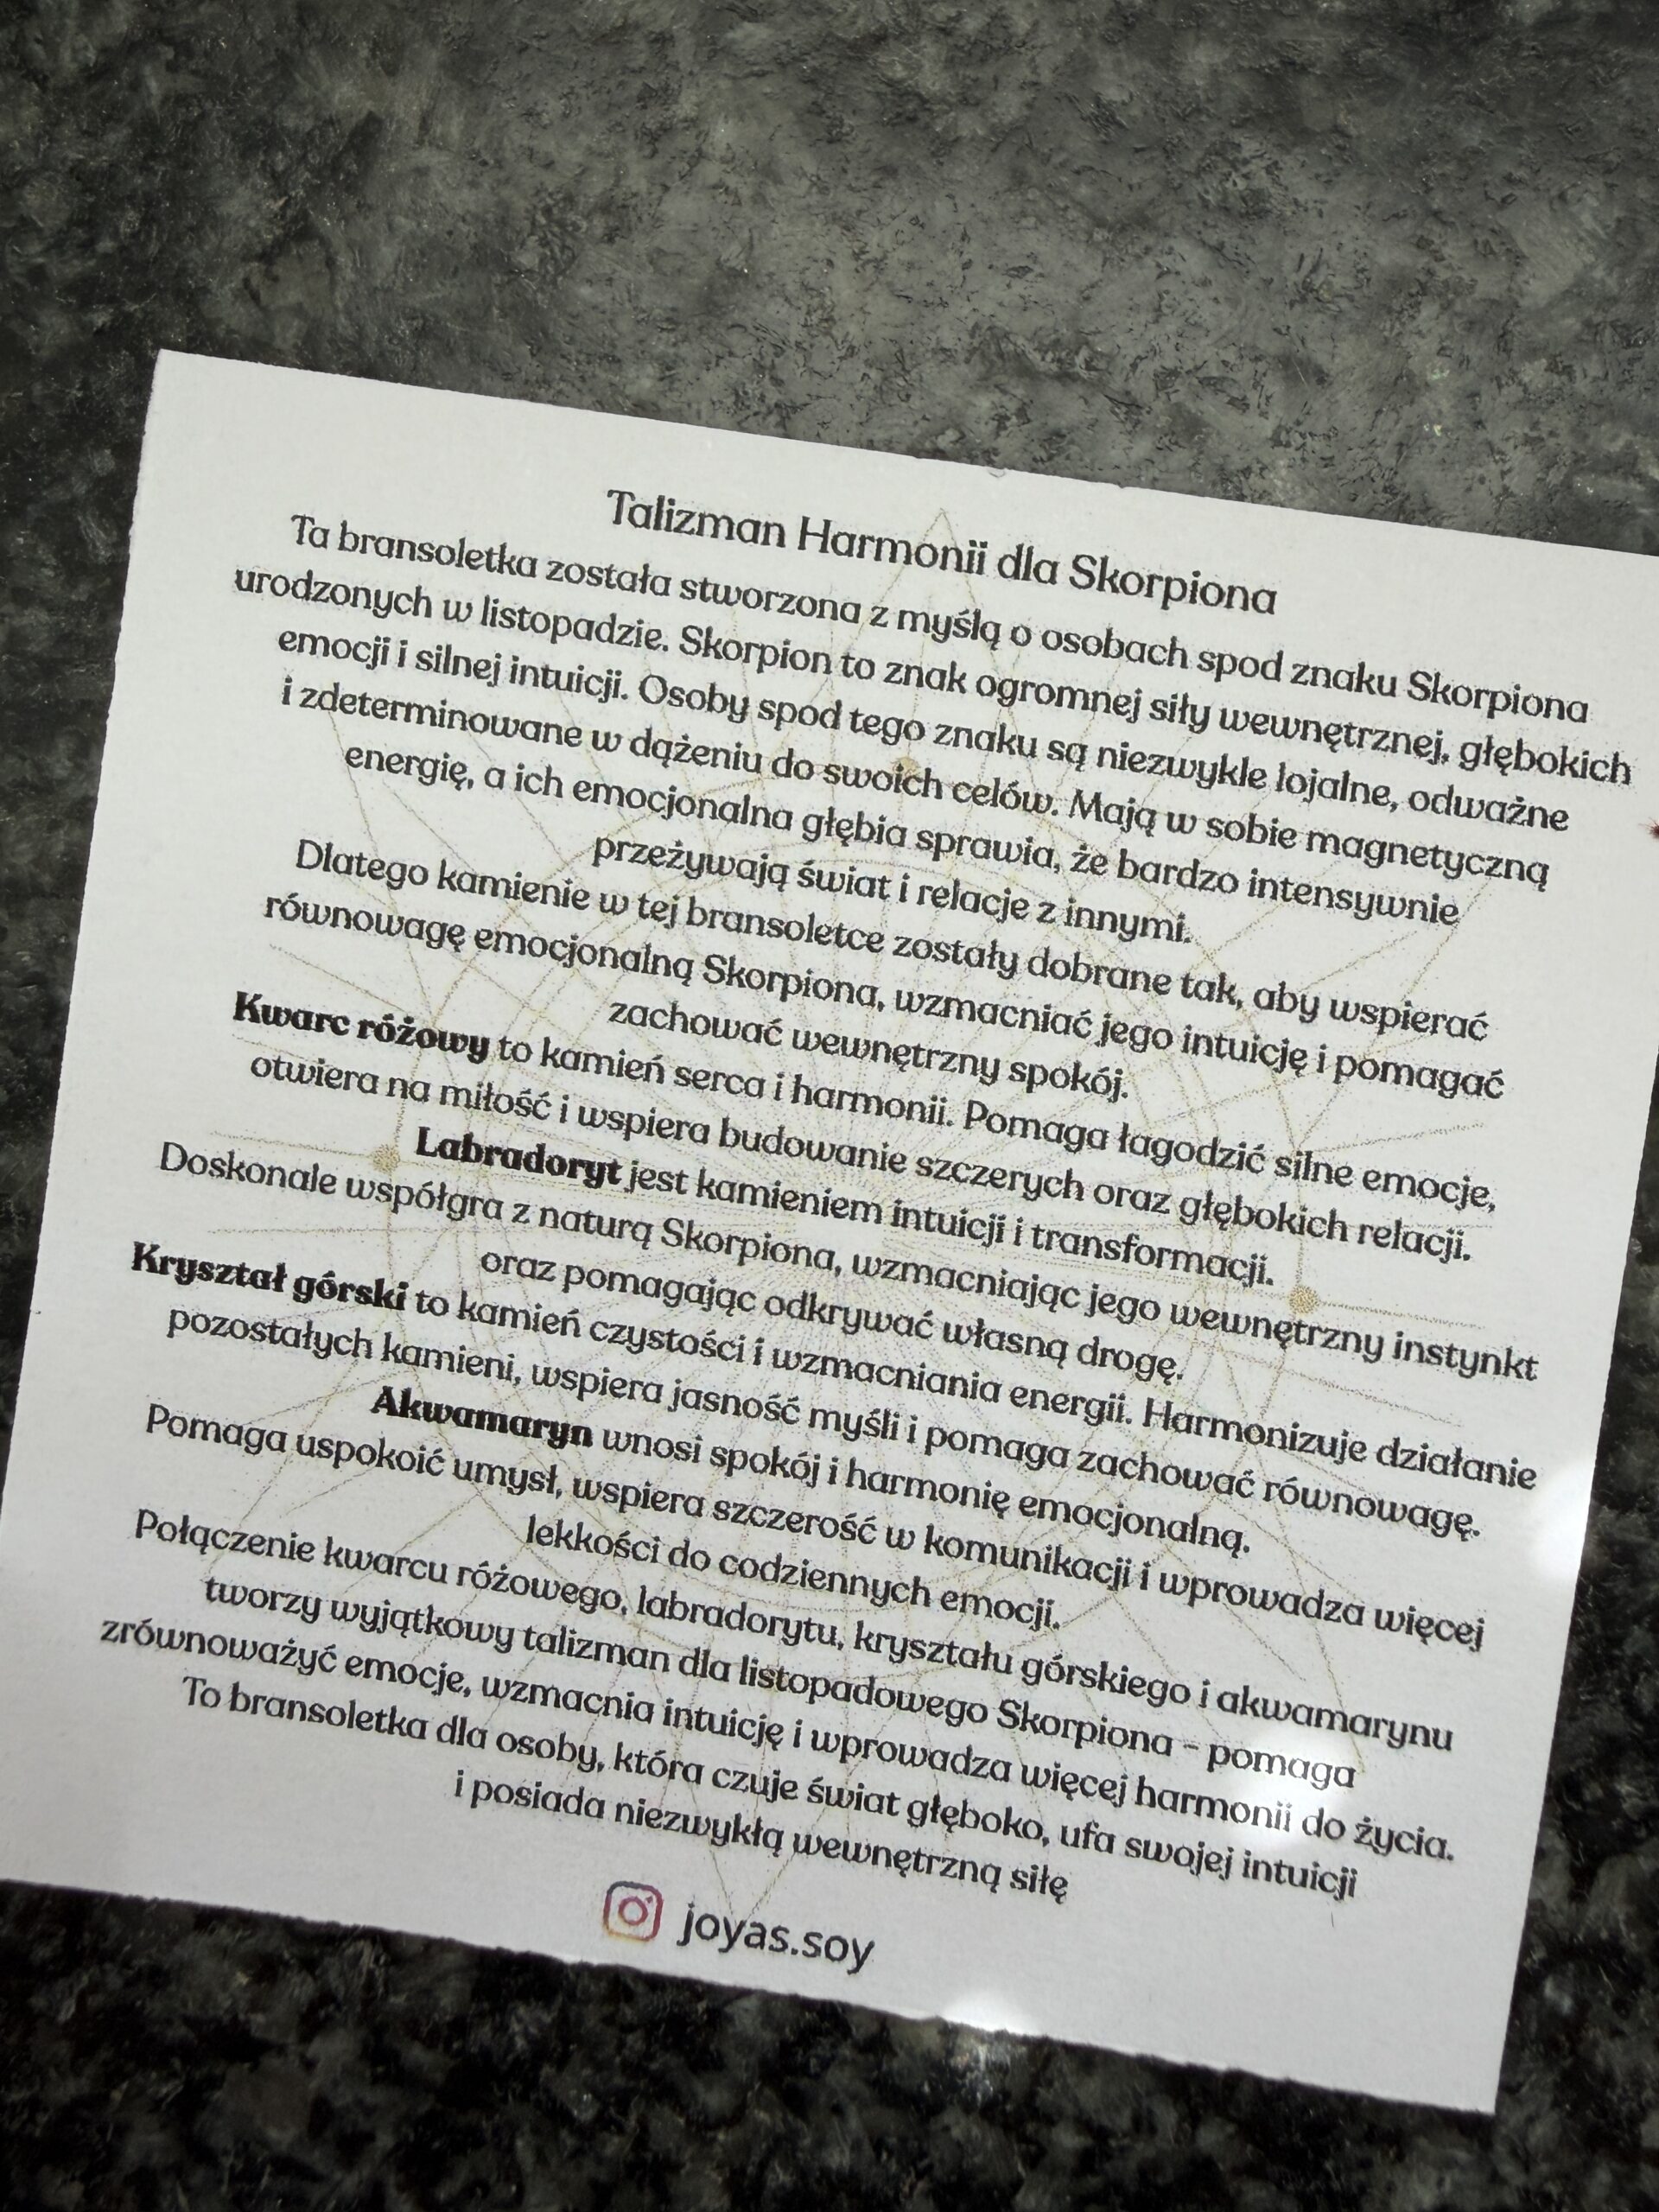 Talizman Harmonii dla Skorpiona
Ta bransoletka została stworzona z myślą o osobach spod znaku Skorpiona
urodzonych w listopadzie. Skorpion to znak ogromnej siły wewnętrznej, głębokich
emocji i silnej intuicji. Osoby spod tego znaku są niezwykle lojalne, odważne
i zdeterminowane w dążeniu do swoich celów. Mają w sobie magnetyczną
energię, a ich emocjonalna głębia sprawia, że bardzo intensywnie
przeżywają świat i relacje z innymi.
Dlatego kamienie w tej bransoletce zostały dobrane tak, aby wspierać
równowagę emocjonalną Skorpiona, wzmacniać jego intuicję i pomagać
zachować wewnętrzny spokój.
Kwarc różowy to kamień serca i harmonii. Pomaga łagodzić silne emocje,
otwiera na miłość i wspiera budowanie szczerych oraz głębokich relacji.
Labradoryt jest kamieniem intuicji i transformacji.
Doskonale współgra z naturą Skorpiona, wzmacniając jego wewnętrzny instynkt
oraz pomagając odkrywać własną drogę.
Kryształ górski to kamień czystości i wzmacniania energii. Harmonizuje działanie
pozostałych kamieni, wspiera jasność myśli i pomaga zachować równowagę.
Akwamaryn wnosi spokój i harmonię emocjonalną.
Pomaga uspokoić umysł, wspiera szczerość w komunikacji i wprowadza więcej
lekkości do codziennych emocji.
Połączenie kwarcu różowego, labradorytu, kryształu górskiego i akwamarynu
tworzy wyjątkowy talizman dla listopadowego Skorpiona - pomaga
zrównoważyć emocje, wzmacnia intuicję i wprowadza więcej harmonii do życia.
To bransoletka dla osoby, która czuje świat głęboko, ufa swojej intuicji
i posiada niezwykłą wewnętrzną siłę
joyas.soy